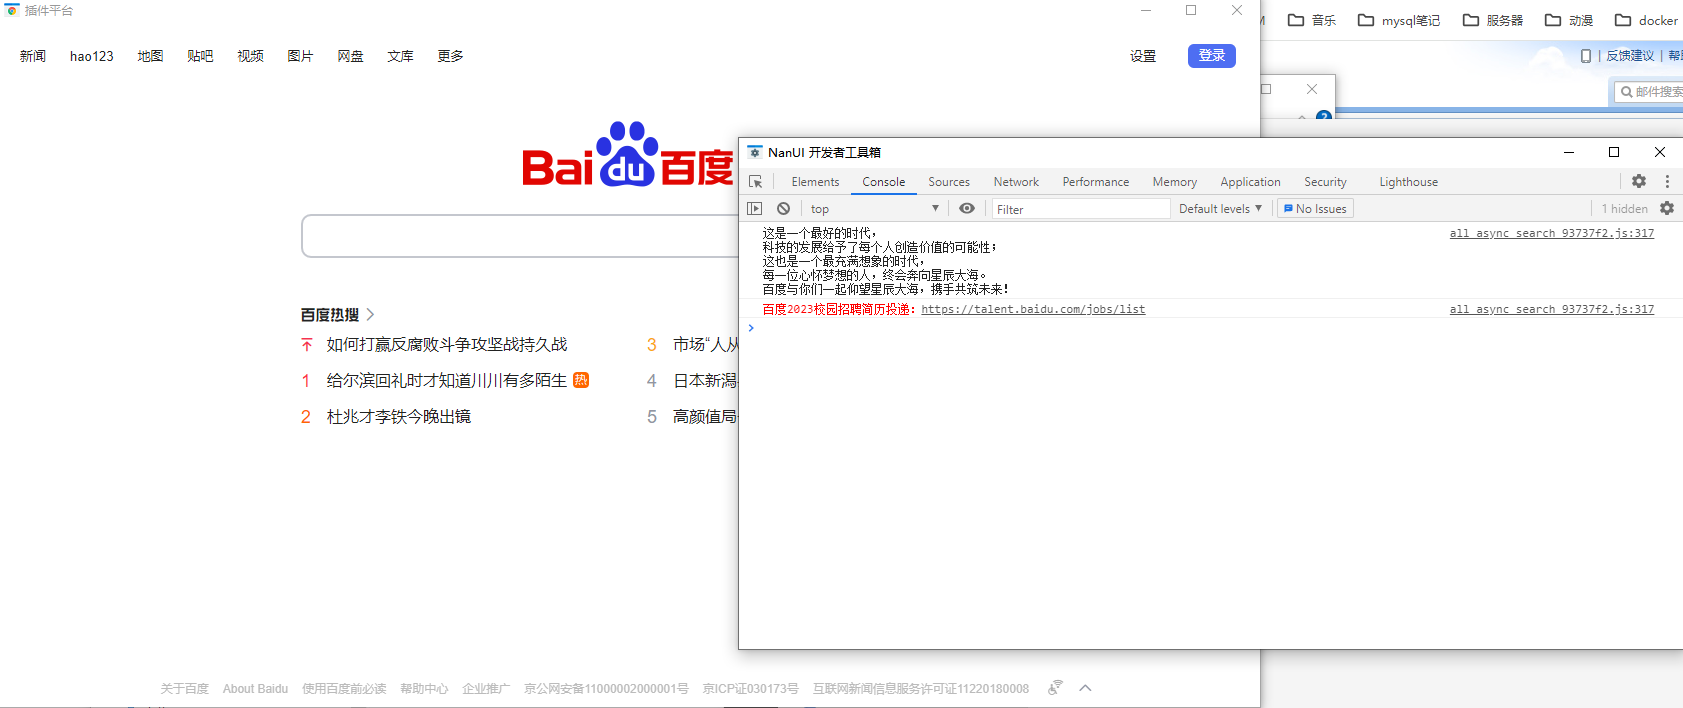 插件平台
新闻 hao123 地图 贴吧 视频 图片 网盘 文库 更多 设置 登录
音乐 mysql笔记 服务器 动漫 docker
反馈建议 | 帮
邮件搜索
Bai du 百度
百度热搜
如何打赢反腐败斗争攻坚战持久战
1 给尔滨回礼时才知道川川有多陌生 热
2 杜兆才李铁今晚出镜
3 市场“人从
4 日本新潟
5 高颜值局
NanUI 开发者工具箱
Elements Console Sources Network Performance Memory Application Security Lighthouse
top Filter Default levels No Issues 1 hidden
这是一个最好的时代， all_async_search_93737f2.js:317
科技的发展给予了每个人创造价值的可能性；
这也是一个最充满想象的时代，
每一位心怀梦想的人，终会奔向星辰大海。
百度与你们一起仰望星辰大海，携手共筑未来！
百度2023校园招聘简历投递：https://talent.baidu.com/jobs/list all_async_search_93737f2.js:317
关于百度 About Baidu 使用百度前必读 帮助中心 企业推广 京公网安备11000002000001号 京ICP证030173号 互联网新闻信息服务许可证11220180008